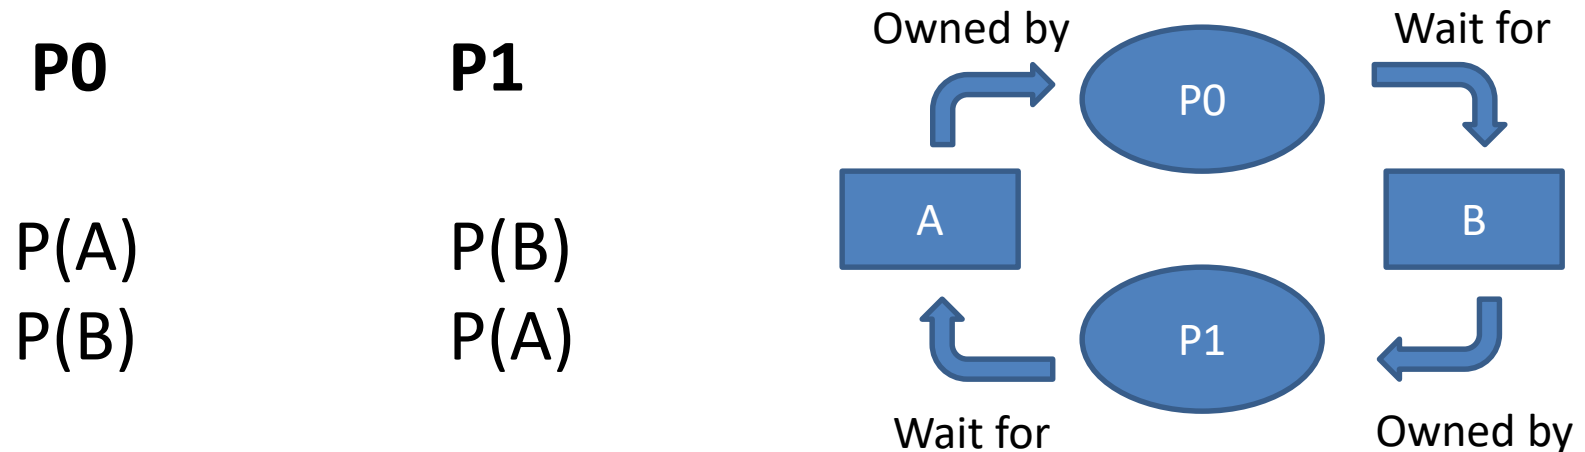 P0 P1
P(A) P(B)
P(B) P(A)
Owned by
Wait for
P0
A
B
P1
Wait for
Owned by